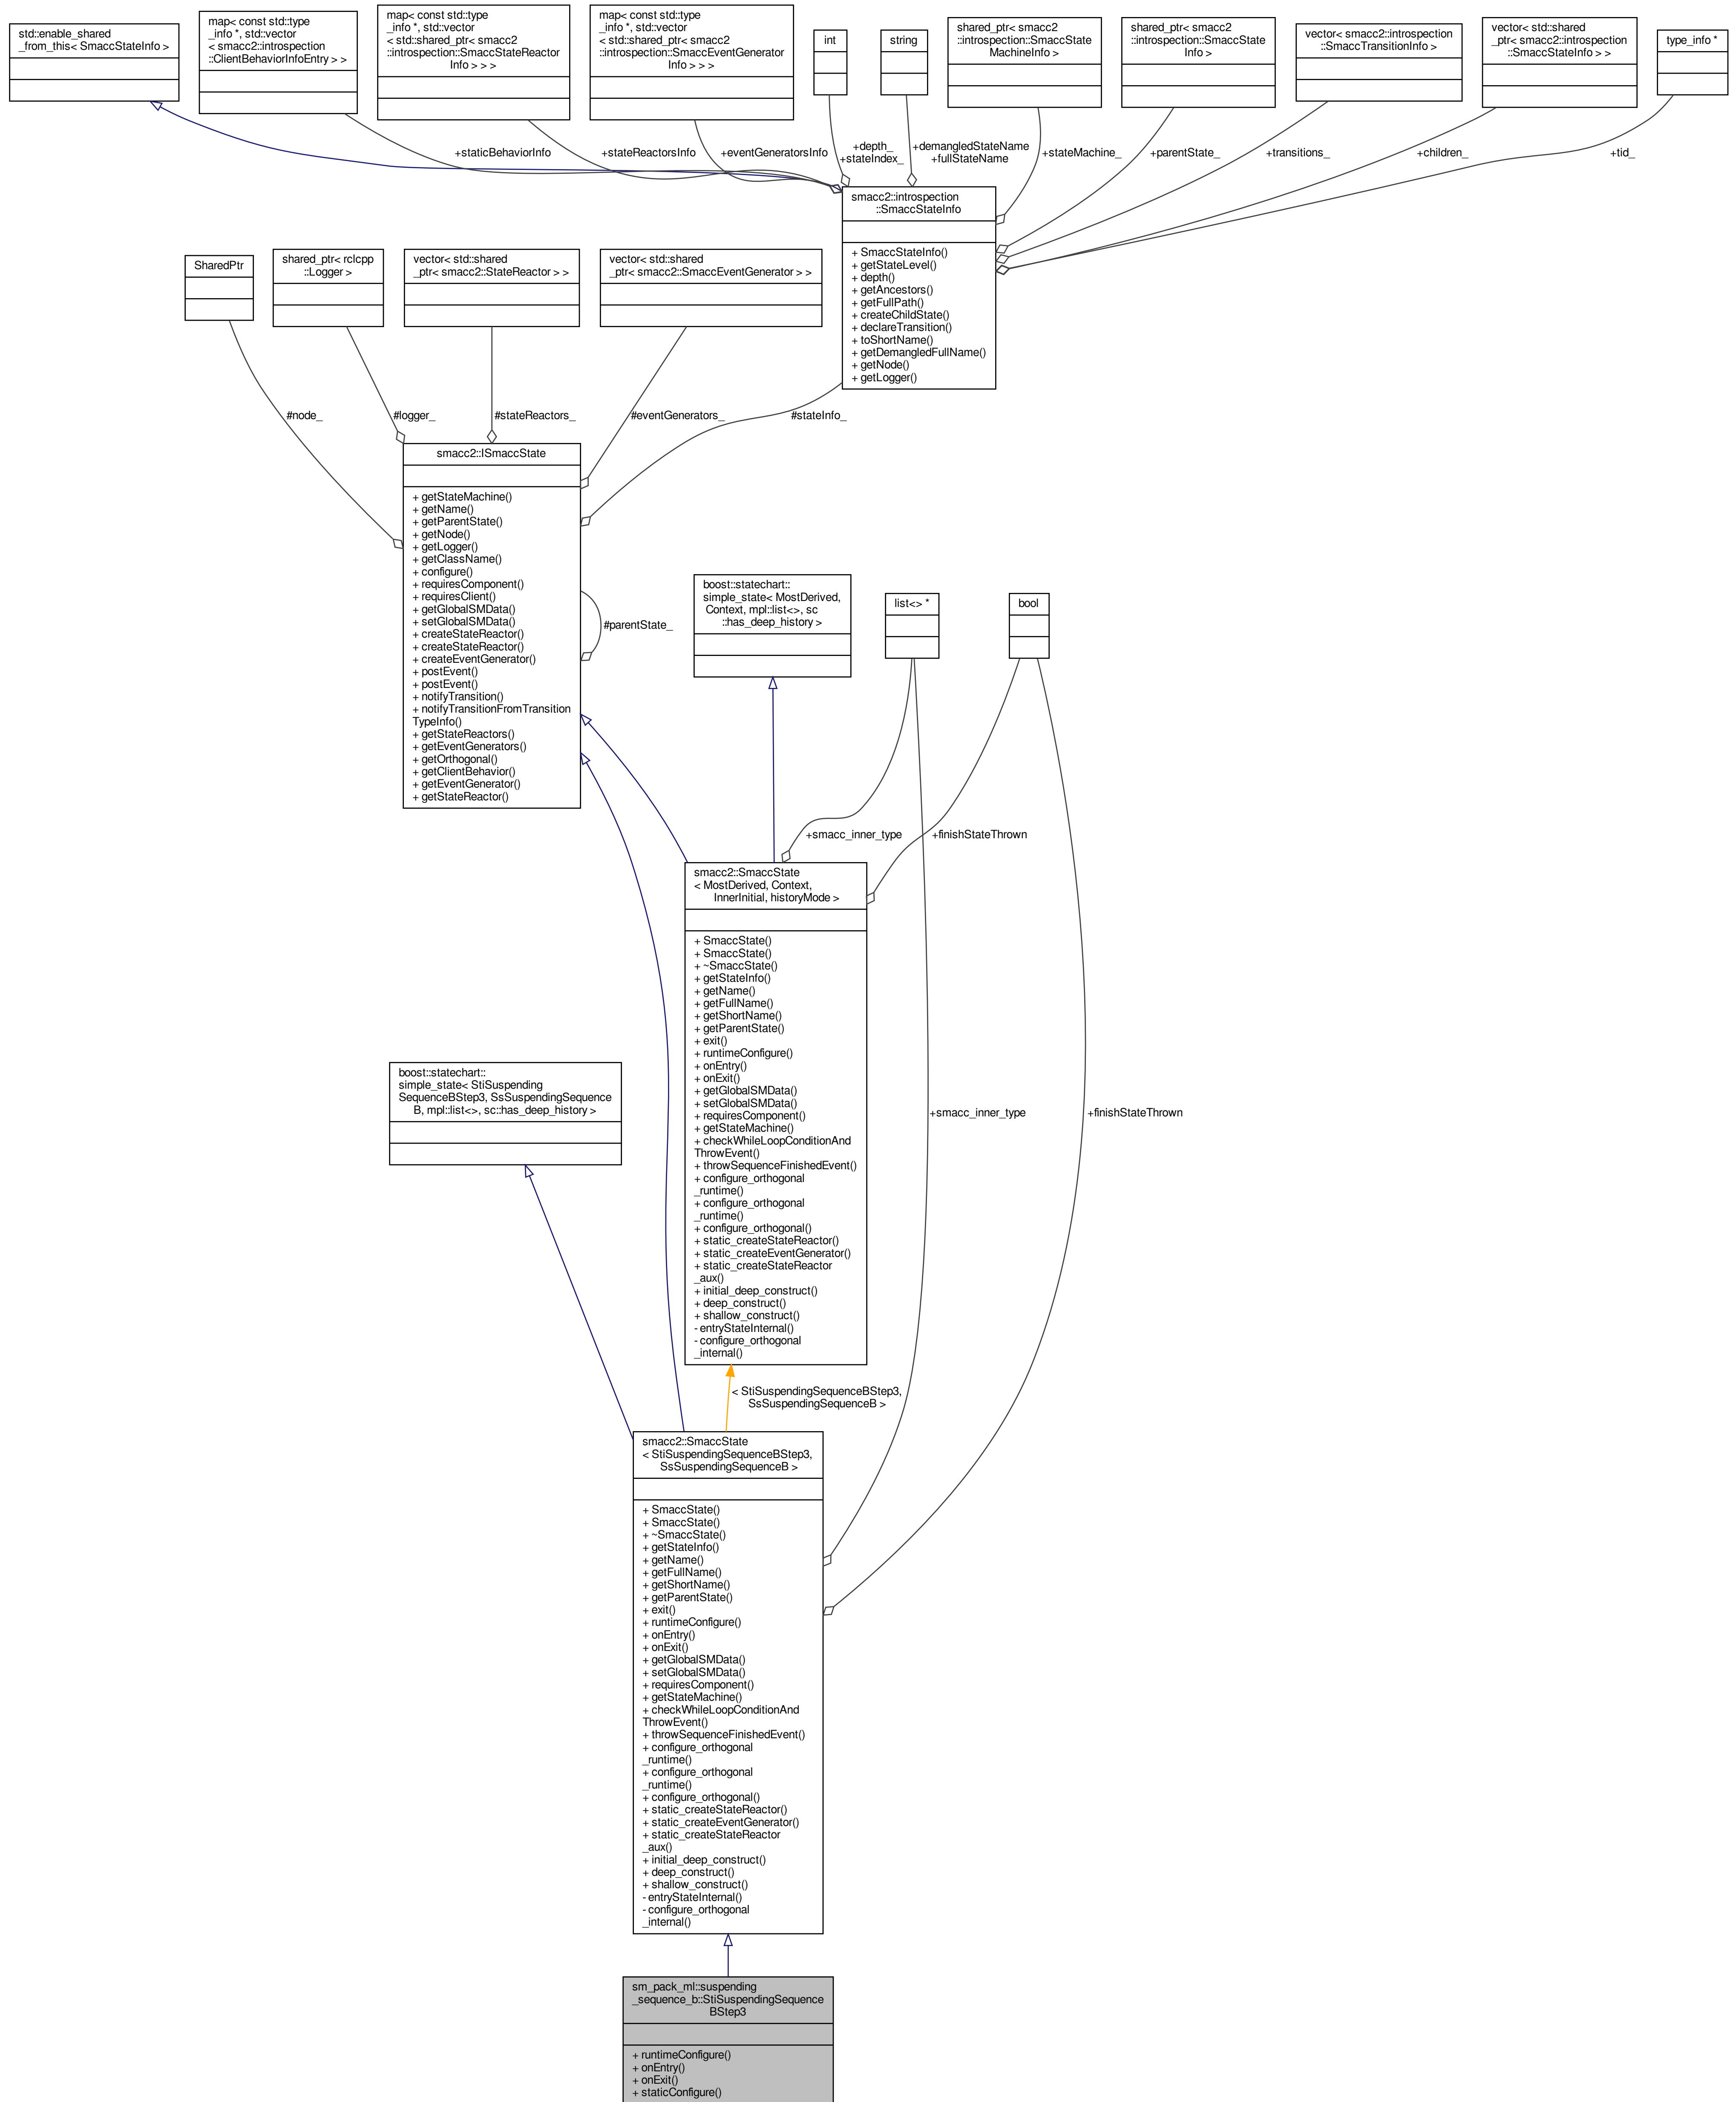 std::enable_shared
_from_this< SmaccStateInfo >
map< const std::type
_info *, std::vector
< smacc2::introspection
::ClientBehaviorInfoEntry > >
map< const std::type
_info *, std::vector
< std::shared_ptr< smacc2
::introspection::SmaccStateReactor
Info > > >
map< const std::type
_info *, std::vector
< std::shared_ptr< smacc2
::introspection::SmaccEventGenerator
Info > > >
int
string
shared_ptr< smacc2
::introspection::SmaccState
MachineInfo >
shared_ptr< smacc2
::introspection::SmaccState
Info >
vector< smacc2::introspection
::SmaccTransitionInfo >
vector< std::shared
_ptr< smacc2::introspection
::SmaccStateInfo > >
type_info *
+staticBehaviorInfo
+stateReactorsInfo
+eventGeneratorsInfo
+depth_
+stateIndex_
+demangledStateName
+fullStateName
+stateMachine_
+parentState_
+transitions_
+children_
+tid_
smacc2::introspection
::SmaccStateInfo
+ SmaccStateInfo()
+ getStateLevel()
+ depth()
+ getAncestors()
+ getFullPath()
+ createChildState()
+ declareTransition()
+ toShortName()
+ getDemangledFullName()
+ getNode()
+ getLogger()
SharedPtr
shared_ptr< rclcpp
::Logger >
vector< std::shared
_ptr< smacc2::StateReactor > >
vector< std::shared
_ptr< smacc2::SmaccEventGenerator > >
#node_
#logger_
#stateReactors_
#eventGenerators_
#stateInfo_
smacc2::ISmaccState
+ getStateMachine()
+ getName()
+ getParentState()
+ getNode()
+ getLogger()
+ getClassName()
+ configure()
+ requiresComponent()
+ requiresClient()
+ getGlobalSMData()
+ setGlobalSMData()
+ createStateReactor()
+ createStateReactor()
+ createEventGenerator()
+ postEvent()
+ postEvent()
+ notifyTransition()
+ notifyTransitionFromTransition
TypeInfo()
+ getStateReactors()
+ getEventGenerators()
+ getOrthogonal()
+ getClientBehavior()
+ getEventGenerator()
+ getStateReactor()
#parentState_
boost::statechart::
simple_state< MostDerived,
Context, mpl::list<>, sc
::has_deep_history >
list<> *
bool
+smacc_inner_type
+finishStateThrown
smacc2::SmaccState
< MostDerived, Context,
InnerInitial, historyMode >
+ SmaccState()
+ SmaccState()
+ ~SmaccState()
+ getStateInfo()
+ getName()
+ getFullName()
+ getShortName()
+ getParentState()
+ exit()
+ runtimeConfigure()
+ onEntry()
+ onExit()
+ getGlobalSMData()
+ setGlobalSMData()
+ requiresComponent()
+ getStateMachine()
+ checkWhileLoopConditionAnd
ThrowEvent()
+ throwSequenceFinishedEvent()
+ configure_orthogonal
_runtime()
+ configure_orthogonal
_runtime()
+ configure_orthogonal()
+ static_createStateReactor()
+ static_createEventGenerator()
+ static_createStateReactor
_aux()
+ initial_deep_construct()
+ deep_construct()
+ shallow_construct()
- entryStateInternal()
- configure_orthogonal
_internal()
boost::statechart::
simple_state< StiSuspending
SequenceBStep3, SsSuspendingSequence
B, mpl::list<>, sc::has_deep_history >
+smacc_inner_type
+finishStateThrown
< StiSuspendingSequenceBStep3,
SsSuspendingSequenceB >
smacc2::SmaccState
< StiSuspendingSequenceBStep3,
SsSuspendingSequenceB >
+ SmaccState()
+ SmaccState()
+ ~SmaccState()
+ getStateInfo()
+ getName()
+ getFullName()
+ getShortName()
+ getParentState()
+ exit()
+ runtimeConfigure()
+ onEntry()
+ onExit()
+ getGlobalSMData()
+ setGlobalSMData()
+ requiresComponent()
+ getStateMachine()
+ checkWhileLoopConditionAnd
ThrowEvent()
+ throwSequenceFinishedEvent()
+ configure_orthogonal
_runtime()
+ configure_orthogonal
_runtime()
+ configure_orthogonal()
+ static_createStateReactor()
+ static_createEventGenerator()
+ static_createStateReactor
_aux()
+ initial_deep_construct()
+ deep_construct()
+ shallow_construct()
- entryStateInternal()
- configure_orthogonal
_internal()
sm_pack_ml::suspending
_sequence_b::StiSuspendingSequence
BStep3
+ runtimeConfigure()
+ onEntry()
+ onExit()
+ staticConfigure()